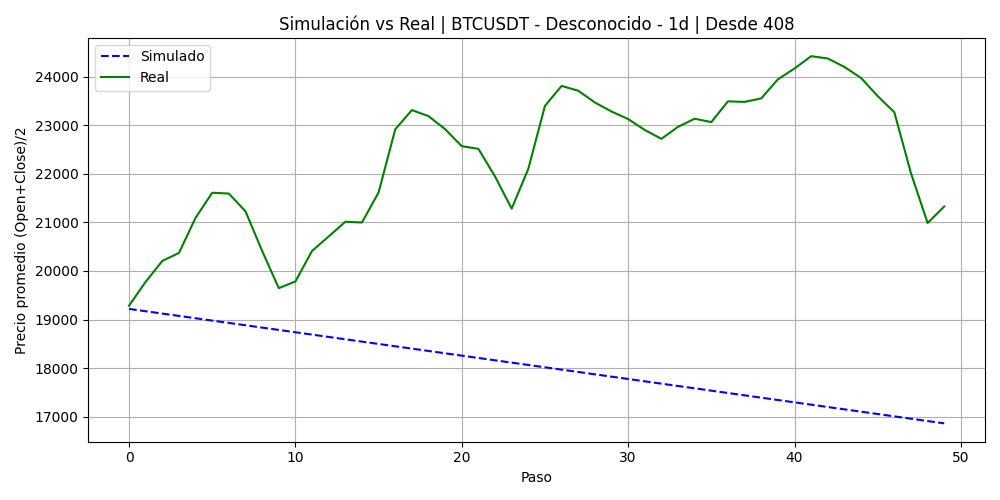 Simulación vs Real | BTCUSDT - Desconocido - 1d | Desde 408
Simulado
Real
Precio promedio (Open+Close)/2
24000
23000
22000
21000
20000
19000
18000
17000
0 10 20 30 40 50
Paso